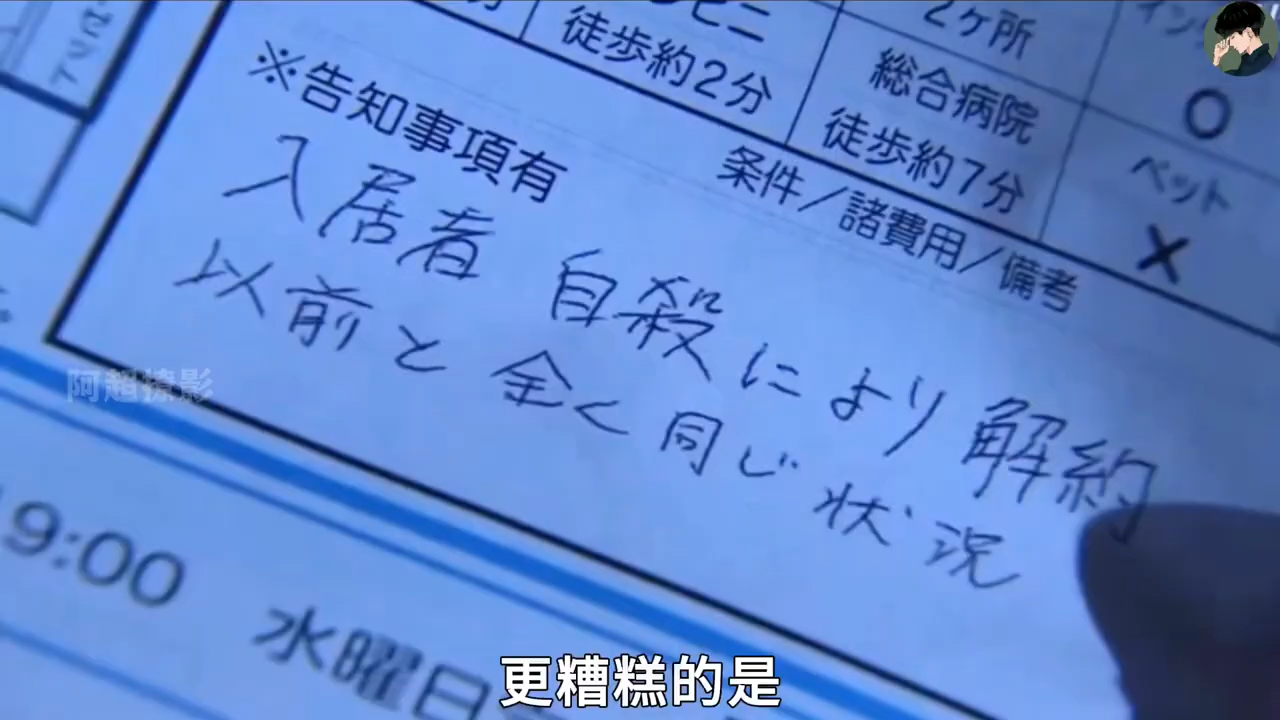 2ヶ所
徒歩約2分
総合病院
徒歩約7分
ペット
×
※告知事項有
条件/諸費用/備考
入居者 自殺により解約
以前と全く同じ状況
阿超撩影
9:00 水曜日
更糟糕的是